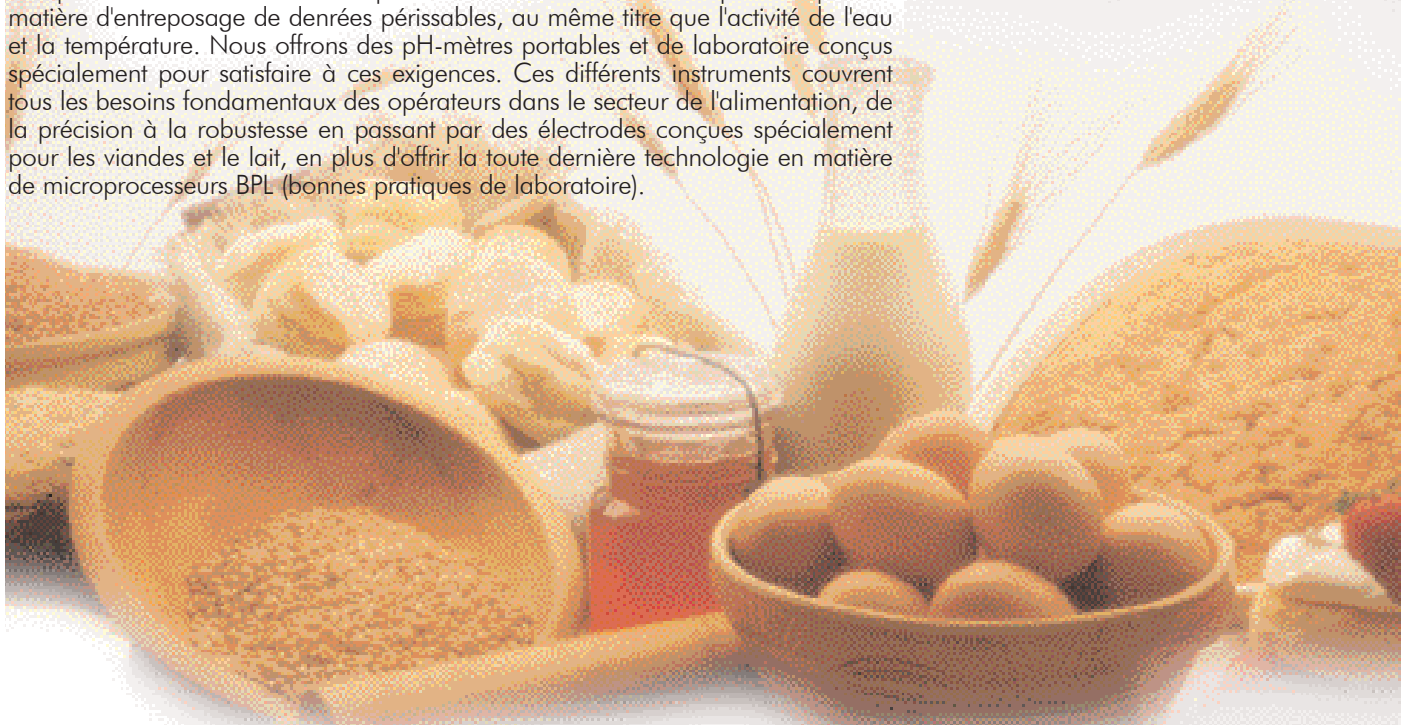 matière d'entreposage de denrées périssables, au même titre que l'activité de l'eau
et la température. Nous offrons des pH-mètres portables et de laboratoire conçus
spécialement pour satisfaire à ces exigences. Ces différents instruments couvrent
tous les besoins fondamentaux des opérateurs dans le secteur de l'alimentation, de
la précision à la robustesse en passant par des électrodes conçues spécialement
pour les viandes et le lait, en plus d'offrir la toute dernière technologie en matière
de microprocesseurs BPL (bonnes pratiques de laboratoire).